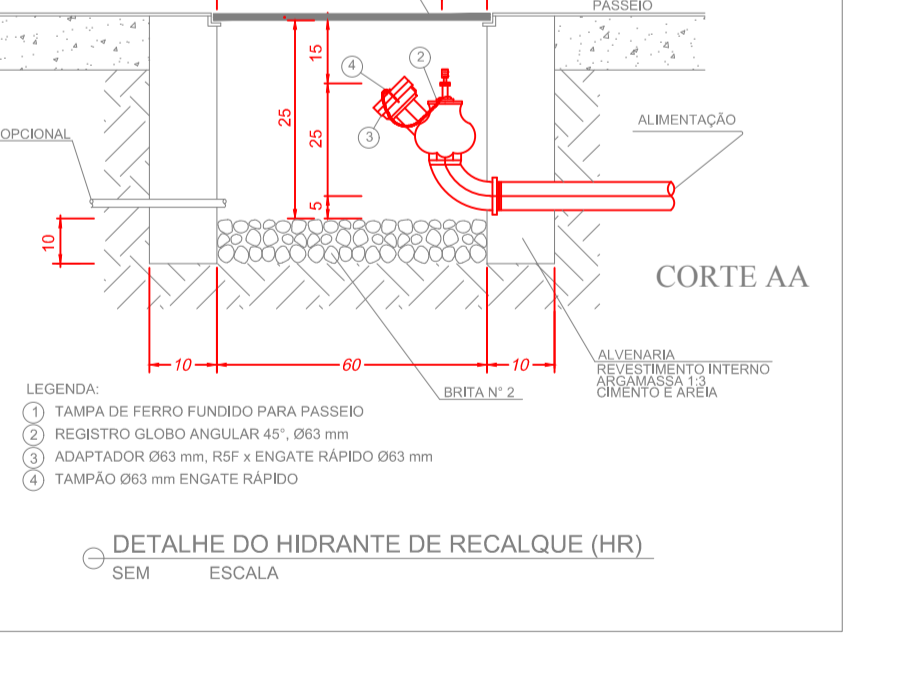 PASSEIO
15
4
2
25
25
3
OPCIONAL
ALIMENTAÇÃO
5
10
CORTE AA
10
60
10
ALVENARIA
REVESTIMENTO INTERNO
ARGAMASSA 1:3
CIMENTO E AREIA
BRITA N° 2
LEGENDA:
1 TAMPA DE FERRO FUNDIDO PARA PASSEIO
2 REGISTRO GLOBO ANGULAR 45°, Ø63 mm
3 ADAPTADOR Ø63 mm, R5F x ENGATE RÁPIDO Ø63 mm
4 TAMPÃO Ø63 mm ENGATE RÁPIDO
DETALHE DO HIDRANTE DE RECALQUE (HR)
SEM ESCALA